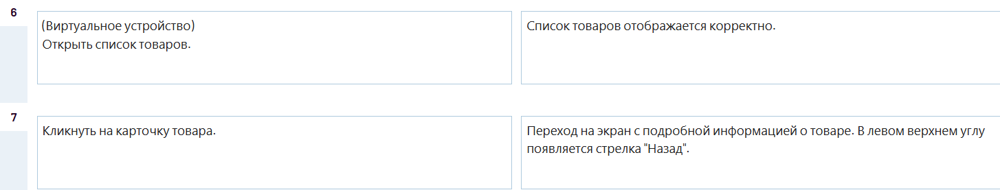 6
(Виртуальное устройство)
Открыть список товаров.
Список товаров отображается корректно.
7
Кликнуть на карточку товара.
Переход на экран с подробной информацией о товаре. В левом верхнем углу
появляется стрелка "Назад".